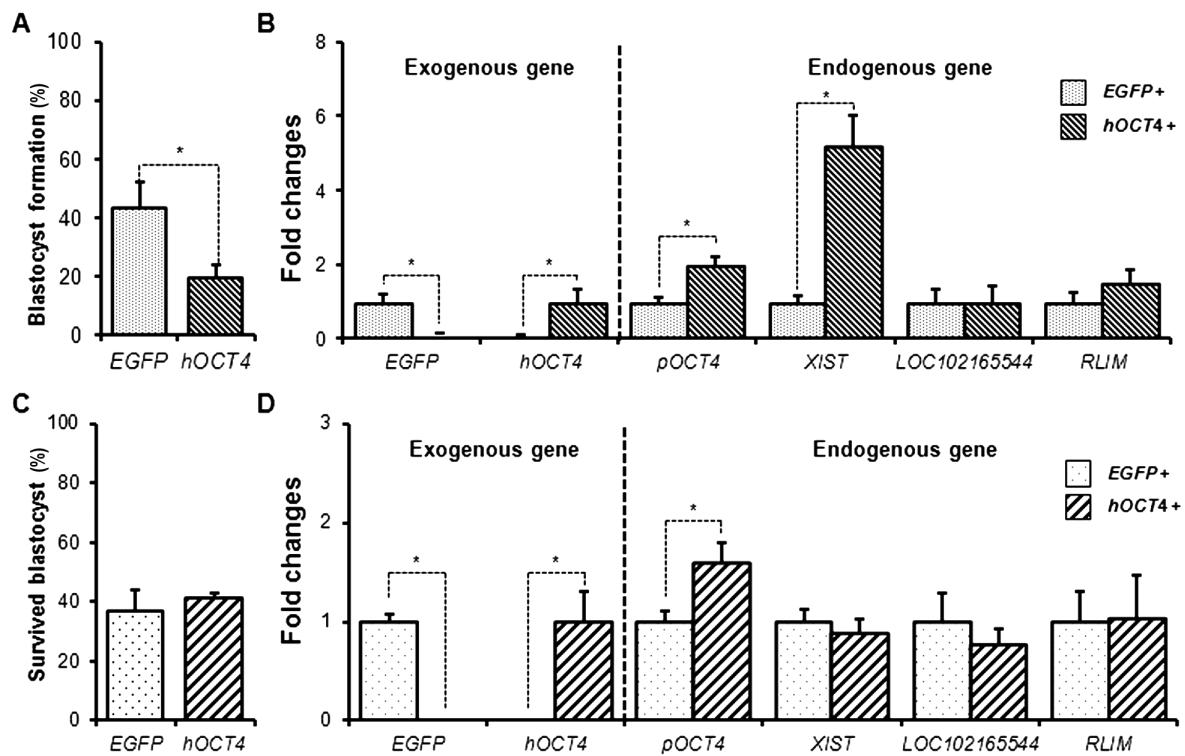 A
Blastocyst formation (%)
100
80
60
40
20
0
*
EGFP hOCT4
B
Fold changes
8
6
4
2
0
Exogenous gene
Endogenous gene
EGFP+
hOCT4+
*
*
*
*
EGFP hOCT4 pOCT4 XIST LOC102165544 RLIM
C
Survived blastocyst (%)
100
80
60
40
20
0
EGFP hOCT4
D
Fold changes
3
2
1
0
Exogenous gene
Endogenous gene
EGFP+
hOCT4+
*
*
*
EGFP hOCT4 pOCT4 XIST LOC102165544 RLIM